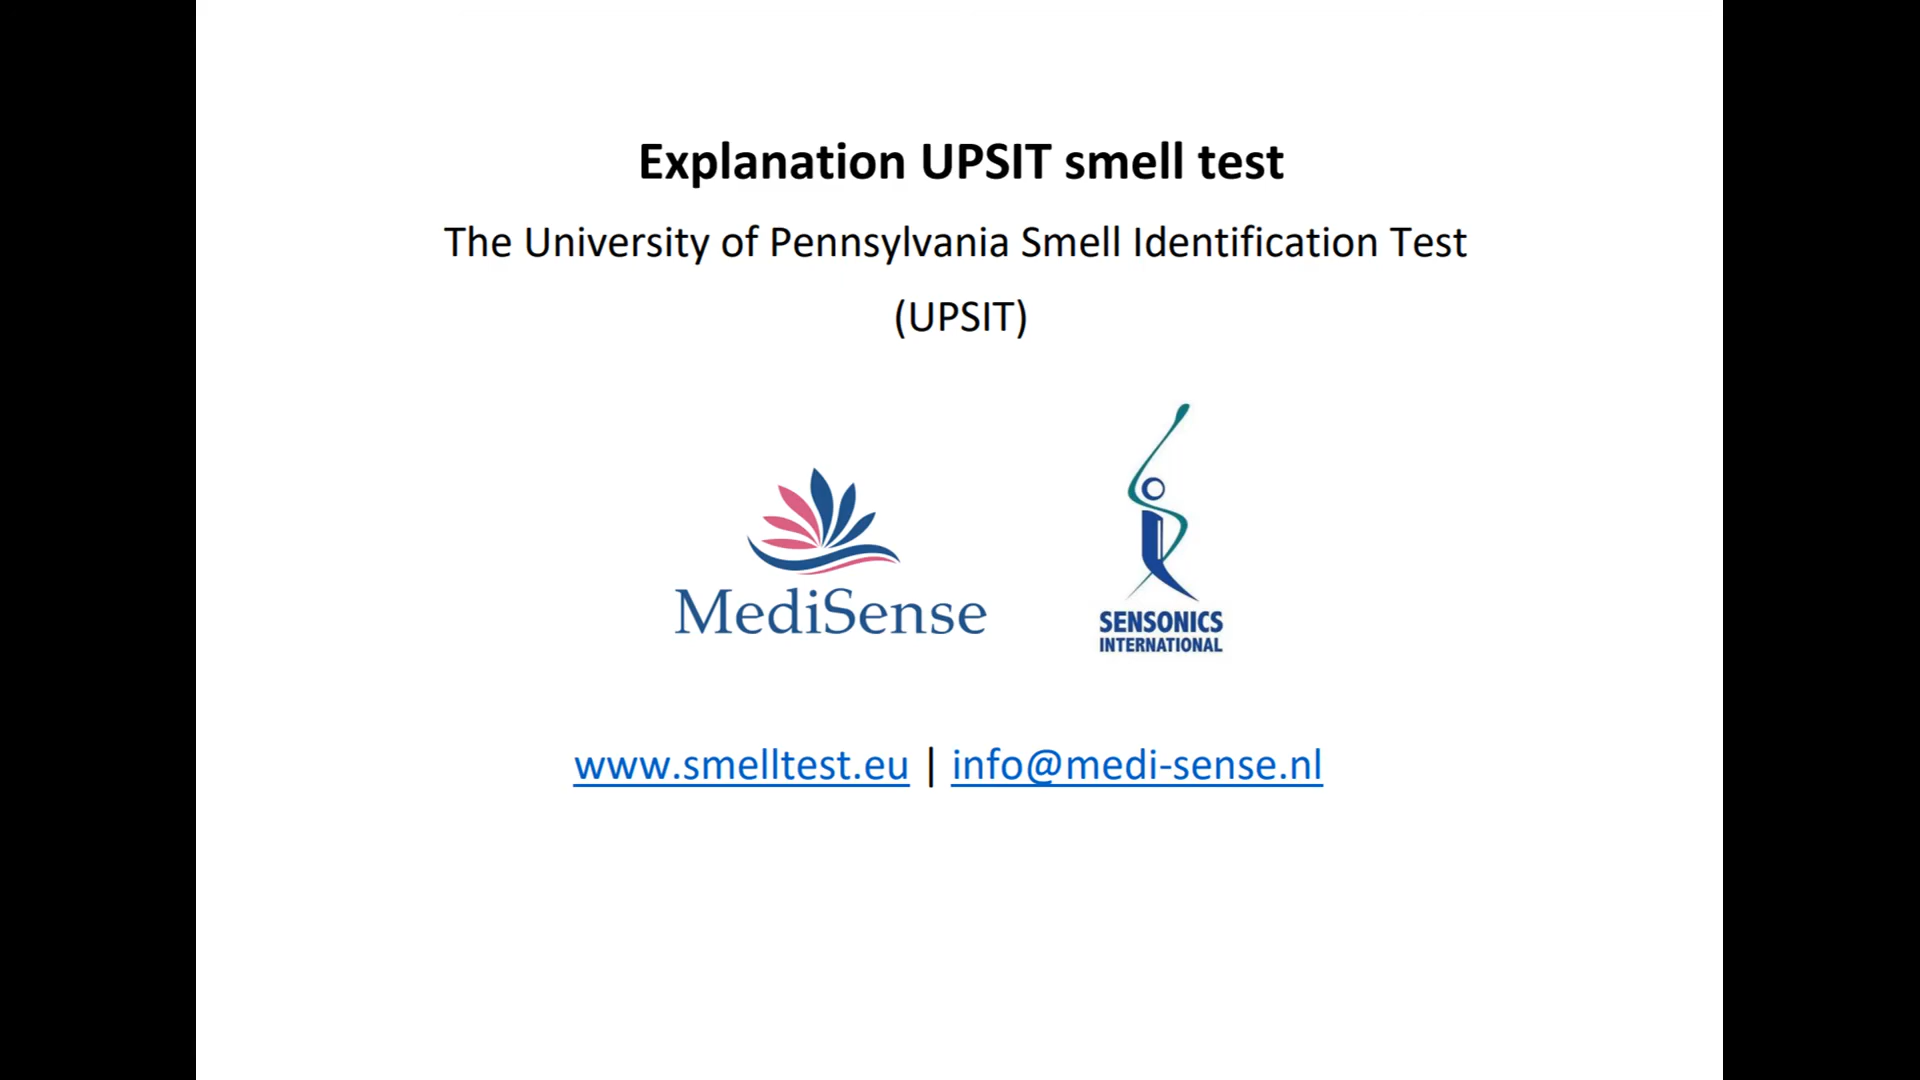 Explanation UPSIT smell test
The University of Pennsylvania Smell Identification Test
(UPSIT)
MediSense
SENSONICS
INTERNATIONAL
www.smelltest.eu | info@medi-sense.nl